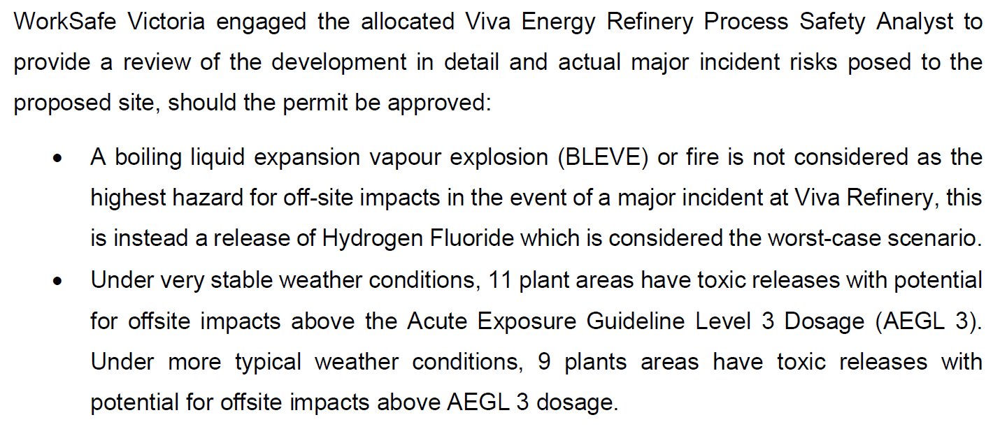 WorkSafe Victoria engaged the allocated Viva Energy Refinery Process Safety Analyst to
provide a review of the development in detail and actual major incident risks posed to the
proposed site, should the permit be approved:
• A boiling liquid expansion vapour explosion (BLEVE) or fire is not considered as the
highest hazard for off-site impacts in the event of a major incident at Viva Refinery, this
is instead a release of Hydrogen Fluoride which is considered the worst-case scenario.
• Under very stable weather conditions, 11 plant areas have toxic releases with potential
for offsite impacts above the Acute Exposure Guideline Level 3 Dosage (AEGL 3).
Under more typical weather conditions, 9 plants areas have toxic releases with
potential for offsite impacts above AEGL 3 dosage.